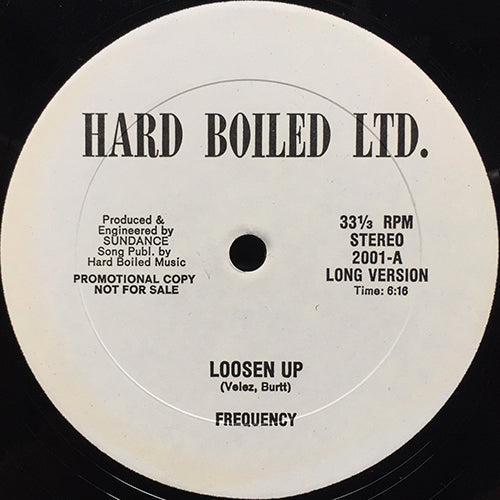 HARD BOILED LTD.
Produced &
Engineered by
SUNDANCE
Song Publ. by
Hard Boiled Music
PROMOTIONAL COPY
NOT FOR SALE
33⅓ RPM
STEREO
2001-A
LONG VERSION
Time: 6:16
LOOSEN UP
(Velez, Burtt)
FREQUENCY